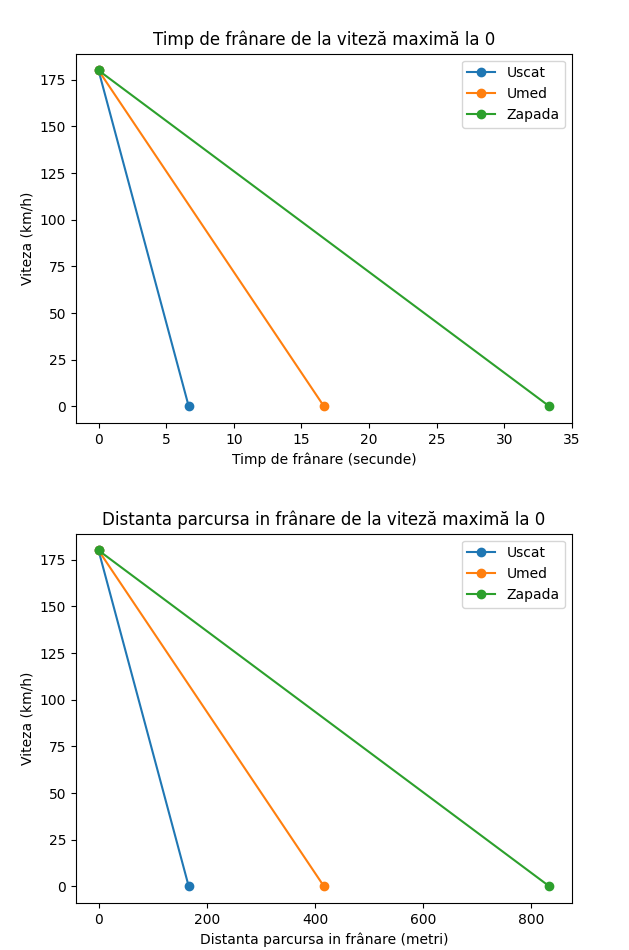 Timp de frânare de la viteză maximă la 0
Uscat
Umed
Zapada
175
150
125
100
75
50
25
0
Viteza (km/h)
0 5 10 15 20 25 30 35
Timp de frânare (secunde)
Distanta parcursa in frânare de la viteză maximă la 0
Uscat
Umed
Zapada
175
150
125
100
75
50
25
0
Viteza (km/h)
0 200 400 600 800
Distanta parcursa in frânare (metri)